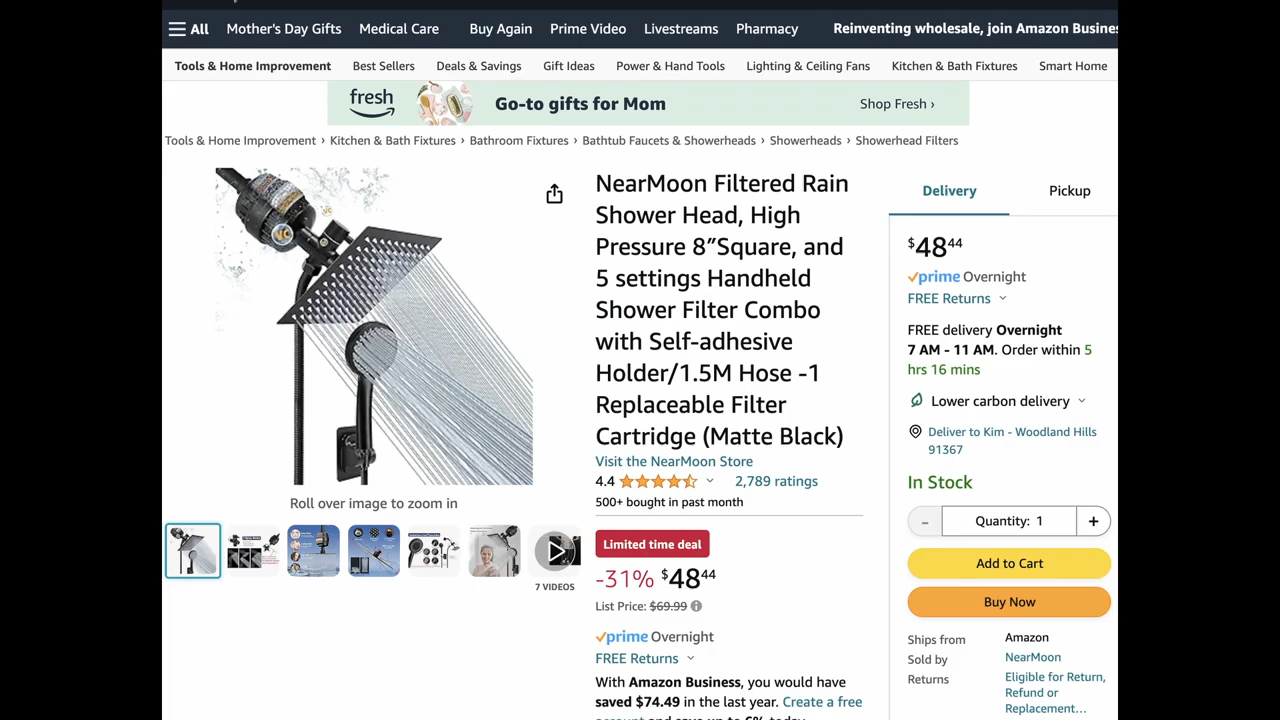 All Mother's Day Gifts Medical Care Buy Again Prime Video Livestreams Pharmacy Reinventing wholesale, join Amazon Busines
Tools & Home Improvement Best Sellers Deals & Savings Gift Ideas Power & Hand Tools Lighting & Ceiling Fans Kitchen & Bath Fixtures Smart Home
fresh Go-to gifts for Mom Shop Fresh ›
Tools & Home Improvement › Kitchen & Bath Fixtures › Bathroom Fixtures › Bathtub Faucets & Showerheads › Showerheads › Showerhead Filters
VC
Roll over image to zoom in
7 VIDEOS
NearMoon Filtered Rain
Shower Head, High
Pressure 8″Square, and
5 settings Handheld
Shower Filter Combo
with Self-adhesive
Holder/1.5M Hose -1
Replaceable Filter
Cartridge (Matte Black)
Visit the NearMoon Store
4.4 2,789 ratings
500+ bought in past month
Limited time deal
-31% $48 44
List Price: $69.99
prime Overnight
FREE Returns
With Amazon Business, you would have
saved $74.49 in the last year. Create a free
account and save up to 6% today.
Delivery Pickup
$48 44
prime Overnight
FREE Returns
FREE delivery Overnight
7 AM - 11 AM. Order within 5
hrs 16 mins
Lower carbon delivery
Deliver to Kim - Woodland Hills
91367
In Stock
- Quantity: 1 +
Add to Cart
Buy Now
Ships from Amazon
Sold by NearMoon
Returns Eligible for Return,
Refund or
Replacement...